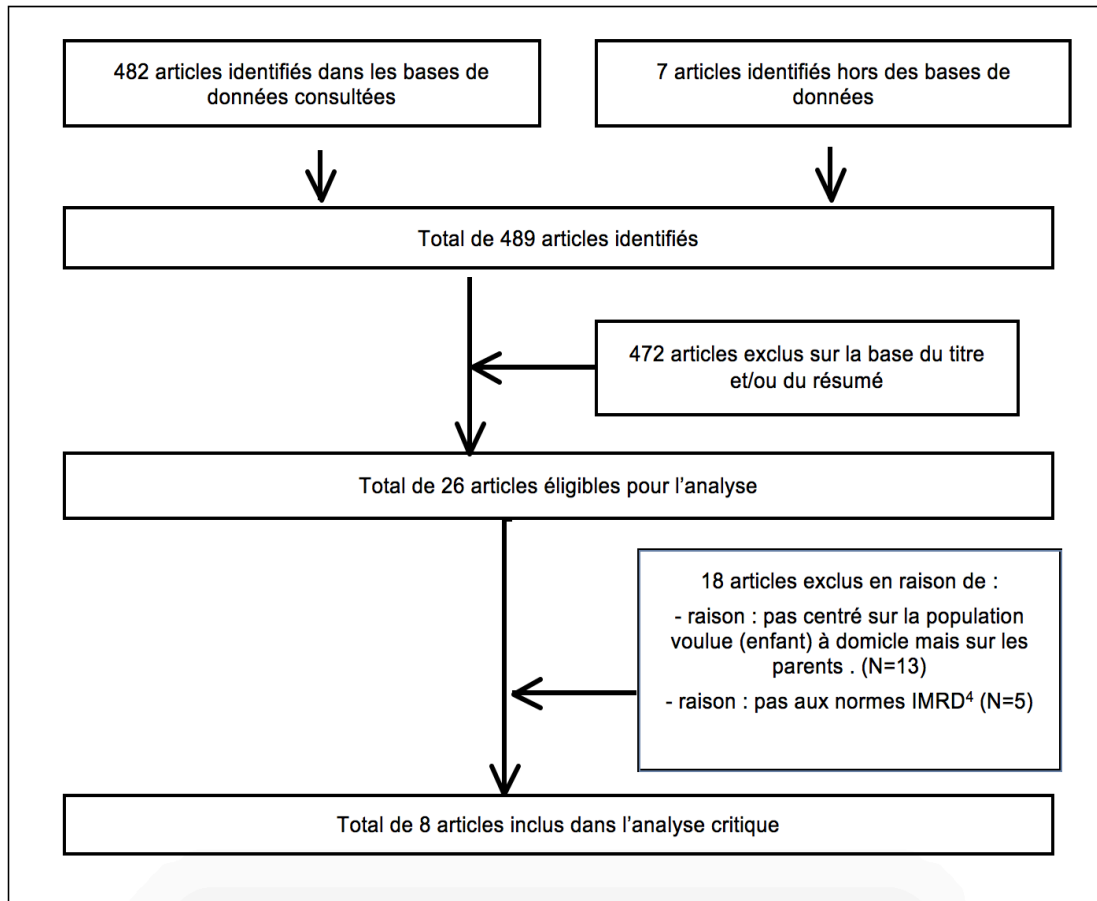 482 articles identifiés dans les bases de
données consultées
7 articles identifiés hors des bases de
données
Total de 489 articles identifiés
472 articles exclus sur la base du titre
et/ou du résumé
Total de 26 articles éligibles pour l’analyse
18 articles exclus en raison de :
- raison : pas centré sur la population
voulue (enfant) à domicile mais sur les
parents . (N=13)
- raison : pas aux normes IMRD⁴ (N=5)
Total de 8 articles inclus dans l’analyse critique